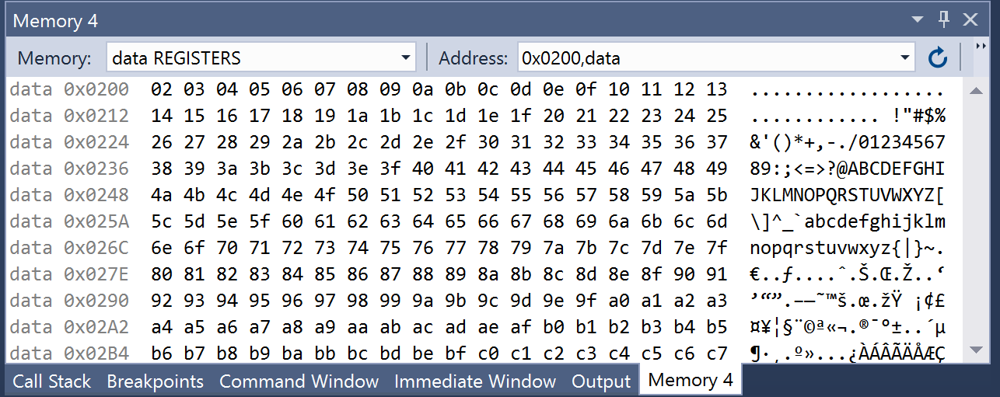 Memory 4
Memory: data REGISTERS Address: 0x0200,data
data 0x0200 02 03 04 05 06 07 08 09 0a 0b 0c 0d 0e 0f 10 11 12 13 ..................
data 0x0212 14 15 16 17 18 19 1a 1b 1c 1d 1e 1f 20 21 22 23 24 25 ............ !"#$%
data 0x0224 26 27 28 29 2a 2b 2c 2d 2e 2f 30 31 32 33 34 35 36 37 &'()*+,-./01234567
data 0x0236 38 39 3a 3b 3c 3d 3e 3f 40 41 42 43 44 45 46 47 48 49 89:;<=>?@ABCDEFGHI
data 0x0248 4a 4b 4c 4d 4e 4f 50 51 52 53 54 55 56 57 58 59 5a 5b JKLMNOPQRSTUVWXYZ[
data 0x025A 5c 5d 5e 5f 60 61 62 63 64 65 66 67 68 69 6a 6b 6c 6d \]^_`abcdefghijklm
data 0x026C 6e 6f 70 71 72 73 74 75 76 77 78 79 7a 7b 7c 7d 7e 7f nopqrstuvwxyz{|}~.
data 0x027E 80 81 82 83 84 85 86 87 88 89 8a 8b 8c 8d 8e 8f 90 91 €..ƒ....ˆ.Š.Œ.Ž..‘
data 0x0290 92 93 94 95 96 97 98 99 9a 9b 9c 9d 9e 9f a0 a1 a2 a3 ’“”.–—˜™š.œ.žŸ ¡¢£
data 0x02A2 a4 a5 a6 a7 a8 a9 aa ab ac ad ae af b0 b1 b2 b3 b4 b5 ¤¥¦§¨©ª«¬.®¯°±..´µ
data 0x02B4 b6 b7 b8 b9 ba bb bc bd be bf c0 c1 c2 c3 c4 c5 c6 c7 ¶·¸.º»...¿ÀÁÂÃÄÅÆÇ
Call Stack Breakpoints Command Window Immediate Window Output Memory 4